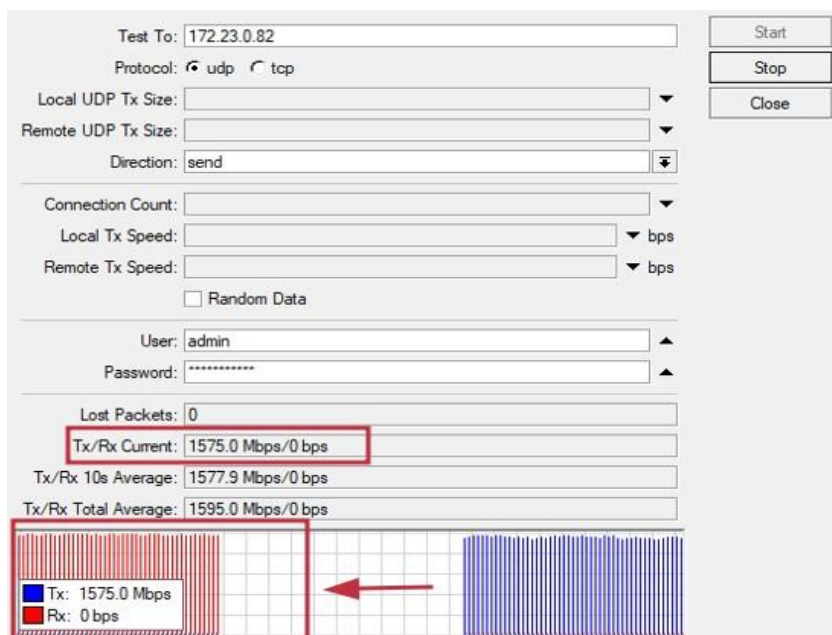 Test To: 172.23.0.82
Start
Protocol: udp tcp
Stop
Local UDP Tx Size:
Close
Remote UDP Tx Size:
Direction: send
Connection Count:
Local Tx Speed: bps
Remote Tx Speed: bps
Random Data
User: admin
Password: ***********
Lost Packets: 0
Tx/Rx Current: 1575.0 Mbps/0 bps
Tx/Rx 10s Average: 1577.9 Mbps/0 bps
Tx/Rx Total Average: 1595.0 Mbps/0 bps
Tx: 1575.0 Mbps
Rx: 0 bps